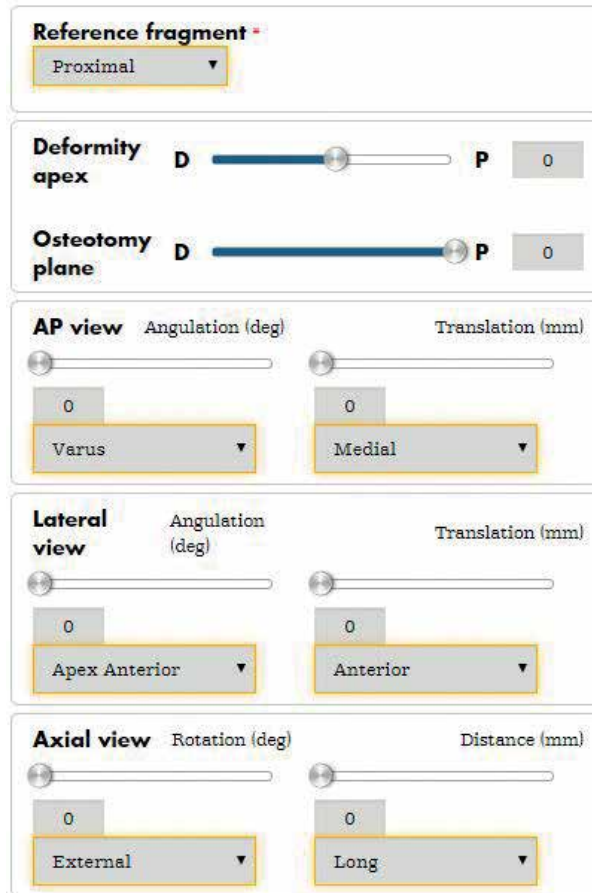 Reference fragment *
Proximal
Deformity
apex
D P 0
Osteotomy
plane
D P 0
AP view Angulation (deg) Translation (mm)
0 0
Varus Medial
Lateral
view
Angulation
(deg)
Translation (mm)
0 0
Apex Anterior Anterior
Axial view Rotation (deg) Distance (mm)
0 0
External Long